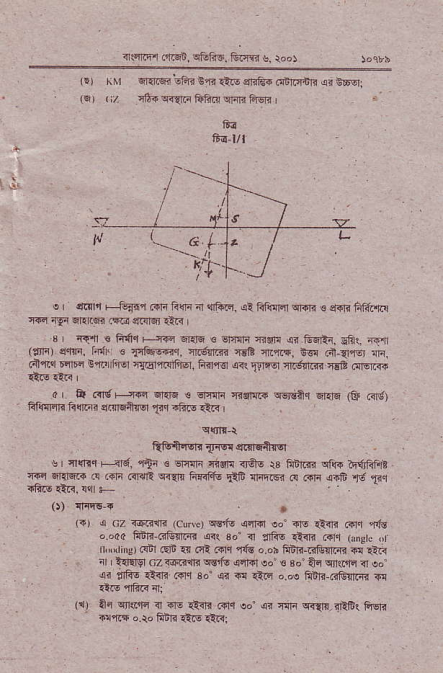 বাংলাদেশ গেজেট, অতিরিক্ত, ডিসেম্বর ৬, ২০০১ ১০৭৮৯
(ছ) KM জাহাজের তলির উপর হইতে প্রারম্ভিক মেটাসেন্টার এর উচ্চতা;
(জ) GZ সঠিক অবস্থানে ফিরিয়ে আনার লিভার।
চিত্র
চিত্র-1/1
M S
W L
G Z
K
৩। প্রয়োগ।—ভিন্নরূপ কোন বিধান না থাকিলে, এই বিধিমালা আকার ও প্রকার নির্বিশেষে
সকল নতুন জাহাজের ক্ষেত্রে প্রযোজ্য হইবে।
৪। নক্‌শা ও নির্মাণ।—সকল জাহাজ ও ভাসমান সরঞ্জাম এর ডিজাইন, ড্রয়িং, নক্‌শা
(প্ল্যান) প্রণয়ন, নির্মাণ ও সুসজ্জিতকরণ, সার্ভেয়ারের সন্তুষ্টি সাপেক্ষে, উত্তম নৌ-স্থাপত্য মান,
নৌপথে চলাচল উপযোগিতা সমুদ্রোপযোগিতা, নিরাপত্তা এবং দৃঢ়াঙ্গতা সার্ভেয়ারের সন্তুষ্টি মোতাবেক
হইতে হইবে।
৫। ফ্রি বোর্ড।—সকল জাহাজ ও ভাসমান সরঞ্জামকে অভ্যন্তরীণ জাহাজ (ফ্রি বোর্ড)
বিধিমালার বিধানের প্রয়োজনীয়তা পূরণ করিতে হইবে।
অধ্যায়-২
স্থিতিশীলতার ন্যূনতম প্রয়োজনীয়তা
৬। সাধারণ।—বার্জ, পন্টুন ও ভাসমান সরঞ্জাম ব্যতীত ২৪ মিটারের অধিক দৈর্ঘ্যবিশিষ্ট
সকল জাহাজকে যে কোন বোঝাই অবস্থায় নিম্নবর্ণিত দুইটি মানদন্ডের যে কোন একটি শর্ত পূরণ
করিতে হইবে, যথা ঃ—
(১) মানদন্ড-ক
(ক) এ GZ বক্ররেখার (Curve) অন্তর্গত এলাকা ৩০° কাত হইবার কোণ পর্যন্ত
০.০৫৫ মিটার-রেডিয়ানের এবং ৪০° বা প্লাবিত হইবার কোণ (angle of
flooding) যেটা ছোট হয় সেই কোণ পর্যন্ত ০.০৯ মিটার-রেডিয়ানের কম হইবে
না। ইহাছাড়া GZ বক্ররেখার অন্তর্গত এলাকা ৩০° ও ৪০° হীল অ্যাংগেল বা ৩০°
এর প্লাবিত হইবার কোণ ৪০° এর কম হইলে ০.০৩ মিটার-রেডিয়ানের কম
হইতে পারিবে না;
(খ) হীল অ্যাংগেল বা কাত হইবার কোণ ৩০° এর সমান অবস্থায় রাইটিং লিভার
কমপক্ষে ০.২০ মিটার হইতে হইবে;